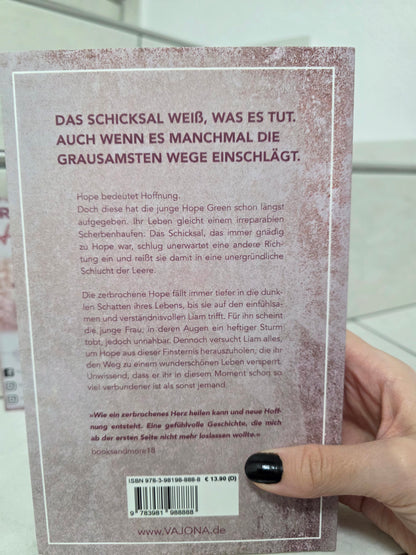 DAS SCHICKSAL WEIẞ, WAS ES TUT.
AUCH WENN ES MANCHMAL DIE
GRAUSAMSTEN WEGE EINSCHLÄGT.
Hope bedeutet Hoffnung.
Doch diese hat die junge Hope Green schon längst
aufgegeben. Ihr Leben gleicht einem irreparablen
Scherbenhaufen: Das Schicksal, das immer gnädig
zu Hope war, schlug unerwartet eine andere Rich-
tung ein und reißt sie damit in eine unergründliche
Schlucht der Leere.
Die zerbrochene Hope fällt immer tiefer in die dunk-
len Schatten ihres Lebens, bis sie auf den einfühlsa-
men und verständnisvollen Liam trifft. Für ihn scheint
die junge Frau, in deren Augen ein heftiger Sturm
tobt, jedoch unnahbar. Dennoch versucht Liam alles,
um Hope aus dieser Finsternis herauszuholen, die ihr
den Weg zu einem wunderschönen Leben versperrt.
Unwissend, dass er ihr in diesem Moment schon so
viel verbundener ist als sonst jemand.
»Wie ein zerbrochenes Herz heilen kann und neue Hoff-
nung entsteht. Eine gefühlvolle Geschichte, die mich
ab der ersten Seite nicht mehr loslassen wollte.«
booksandmore18
ISBN 978-3-98198-888-8 € 13,90 (D)
9 783981 988888
www.VAJONA.de